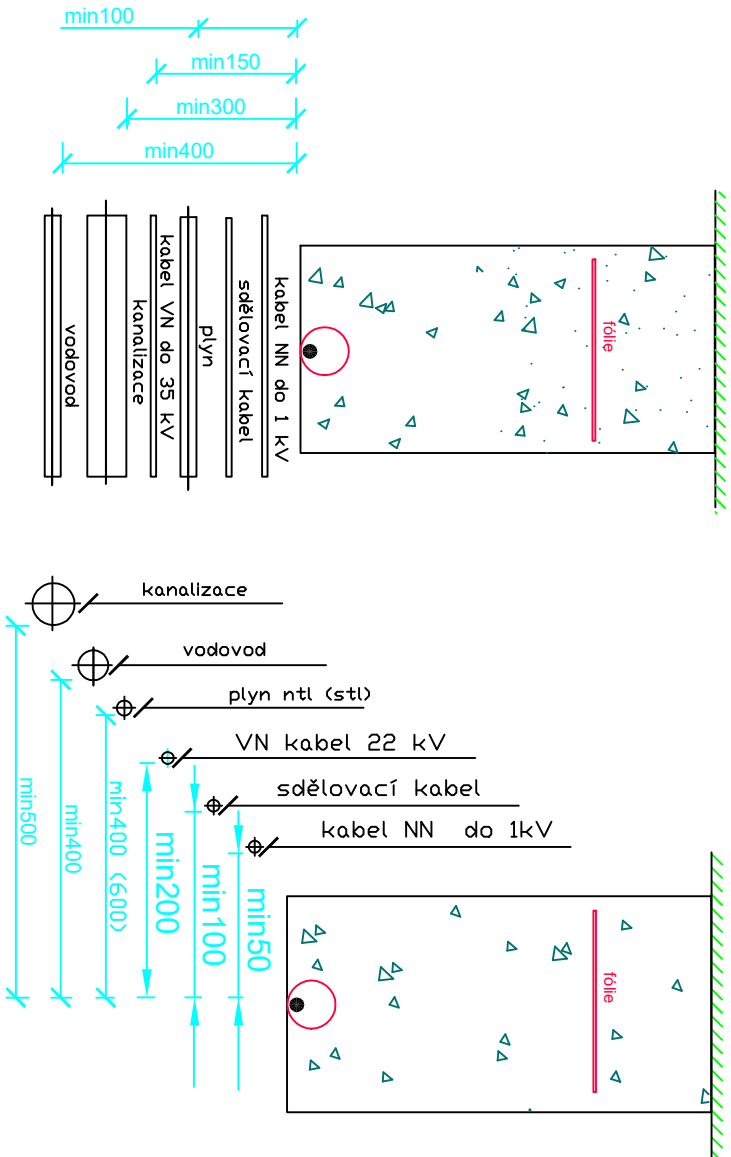 min100
min150
min300
min400
fólie
kabel NN do 1 kV
sdělovací kabel
plyn
kabel VN do 35 kV
kanalizace
vodovod
kanalizace
vodovod
plyn ntl (stl)
VN kabel 22 kV
sdělovací kabel
kabel NN do 1kV
min500
min400
min400 (600)
min200
min100
min50
fólie